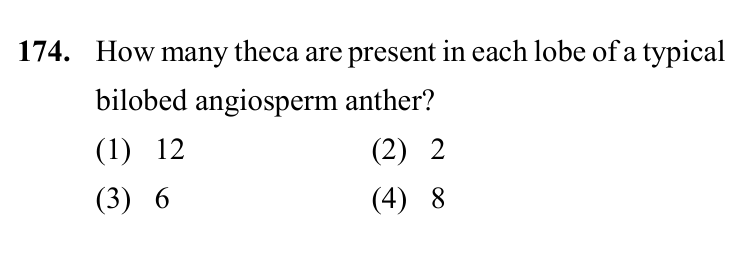 174. How many theca are present in each lobe of a typical
bilobed angiosperm anther?
(1) 12 (2) 2
(3) 6 (4) 8